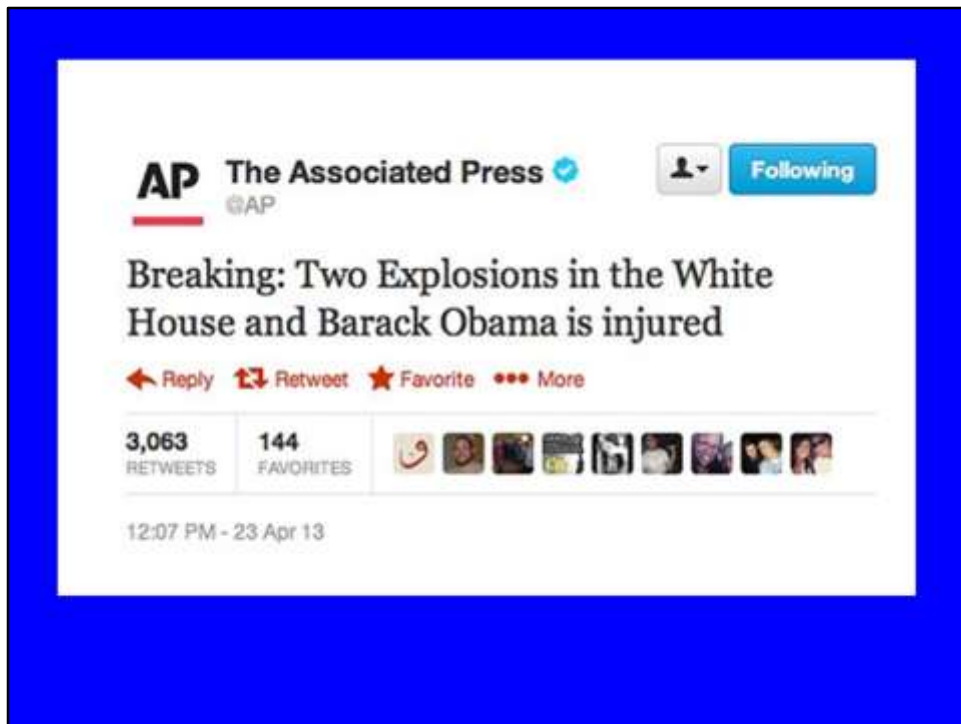 AP The Associated Press
@AP
Following
Breaking: Two Explosions in the White
House and Barack Obama is injured
Reply Retweet Favorite More
3,063 144
RETWEETS FAVORITES
12:07 PM - 23 Apr 13